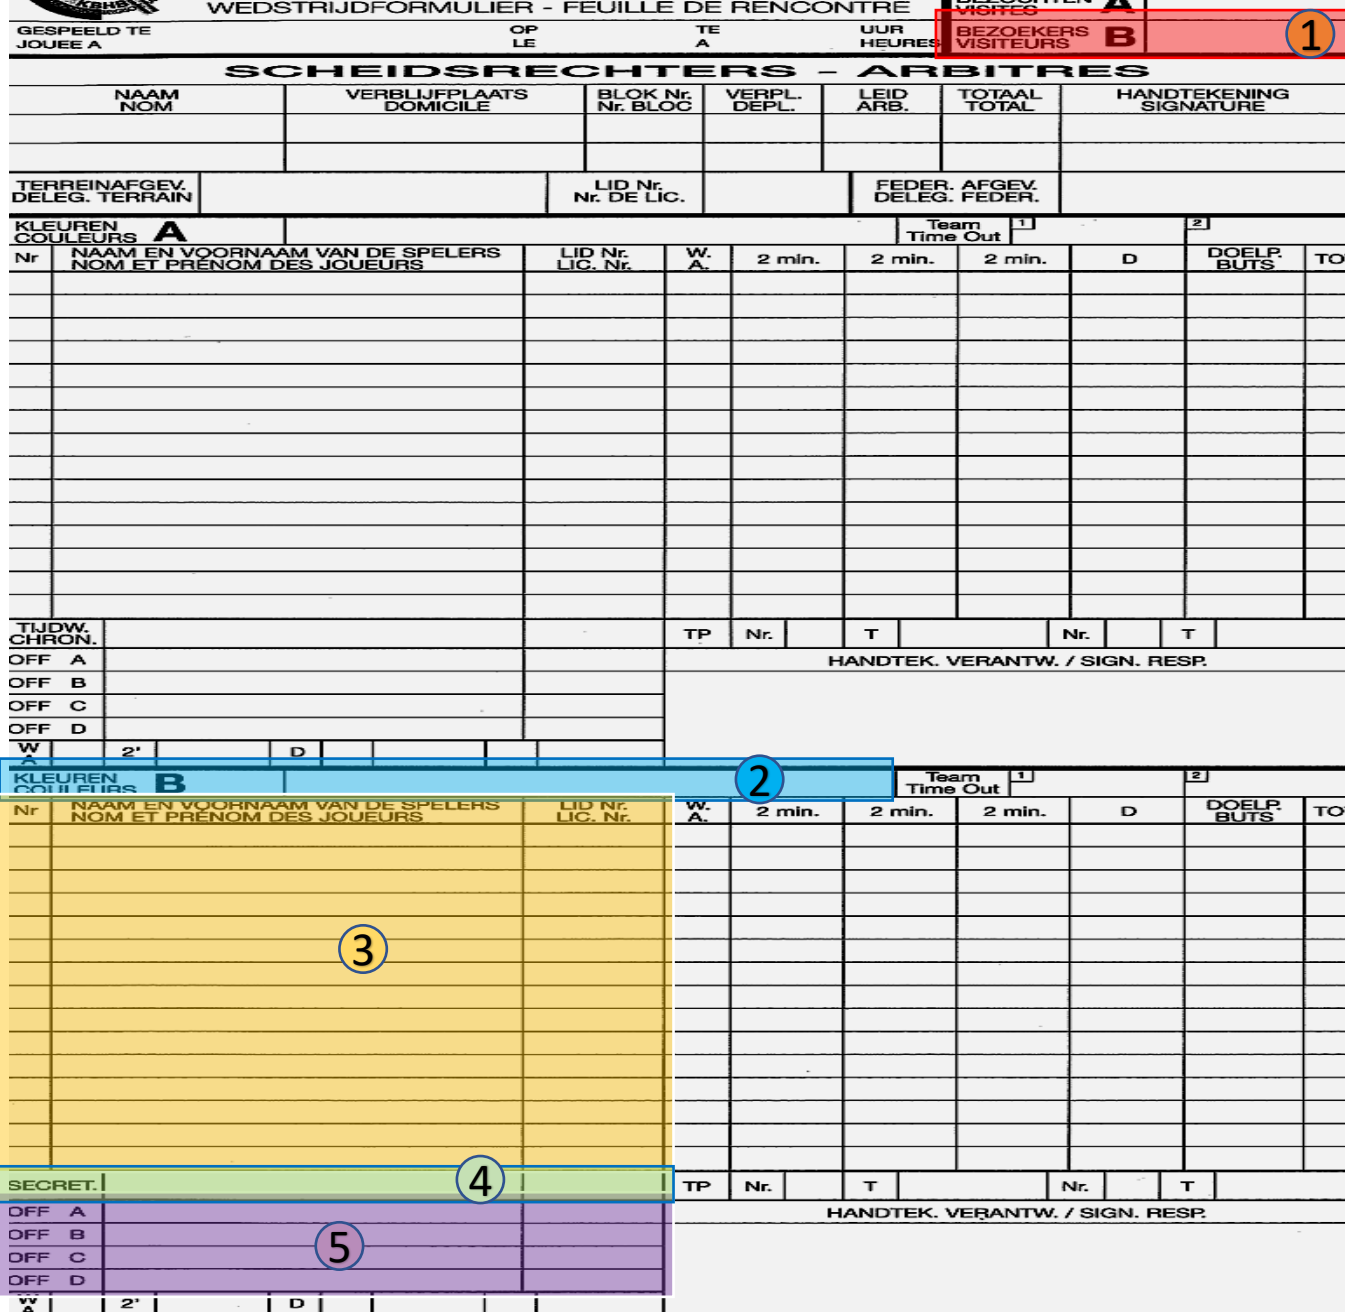 KBHB
WEDSTRIJDFORMULIER - FEUILLE DE RENCONTRE
BEZOCHTEN
VISITES A
GESPEELD TE OP TE UUR BEZOEKERS B 1
JOUEE A LE A HEURES VISITEURS
SCHEIDSRECHTERS - ARBITRES
NAAM VERBLIJFPLAATS BLOK Nr. VERPL. LEID TOTAAL HANDTEKENING
NOM DOMICILE Nr. BLOC DEPL. ARB. TOTAL SIGNATURE
TERREINAFGEV. LID Nr. FEDER. AFGEV.
DELEG. TERRAIN Nr. DE LIC. DELEG. FEDER.
KLEUREN A Team 1 2
COULEURS Time Out
Nr NAAM EN VOORNAAM VAN DE SPELERS LID Nr. W. 2 min. 2 min. 2 min. D DOELP. TO
NOM ET PRÉNOM DES JOUEURS LIC. Nr. A. BUTS
TIJDW. TP Nr. T Nr. T
CHRON.
OFF A HANDTEK. VERANTW. / SIGN. RESP.
OFF B
OFF C
OFF D
W 2' D
A
KLEUREN B 2 Team 1 2
COULEURS Time Out
Nr NAAM EN VOORNAAM VAN DE SPELERS LID Nr. W. 2 min. 2 min. 2 min. D DOELP. TO
NOM ET PRÉNOM DES JOUEURS LIC. Nr. A. BUTS
3
SECRET. 4 TP Nr. T Nr. T
OFF A HANDTEK. VERANTW. / SIGN. RESP.
OFF B
5
OFF C
OFF D
W 2' D
A